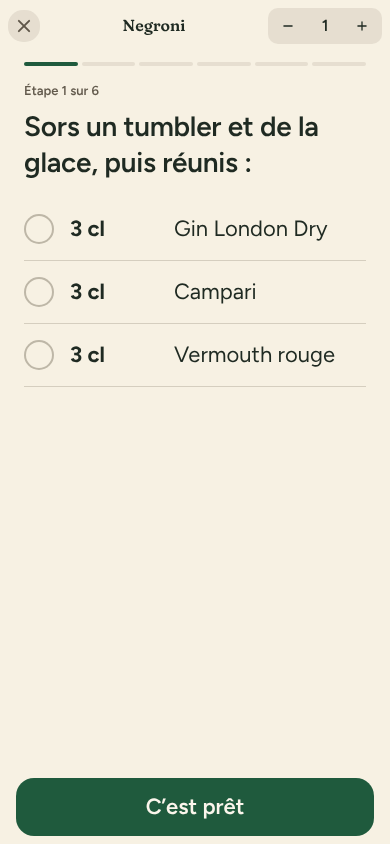 Negroni
− 1 +
Étape 1 sur 6
Sors un tumbler et de la
glace, puis réunis :
3 cl Gin London Dry
3 cl Campari
3 cl Vermouth rouge
C’est prêt